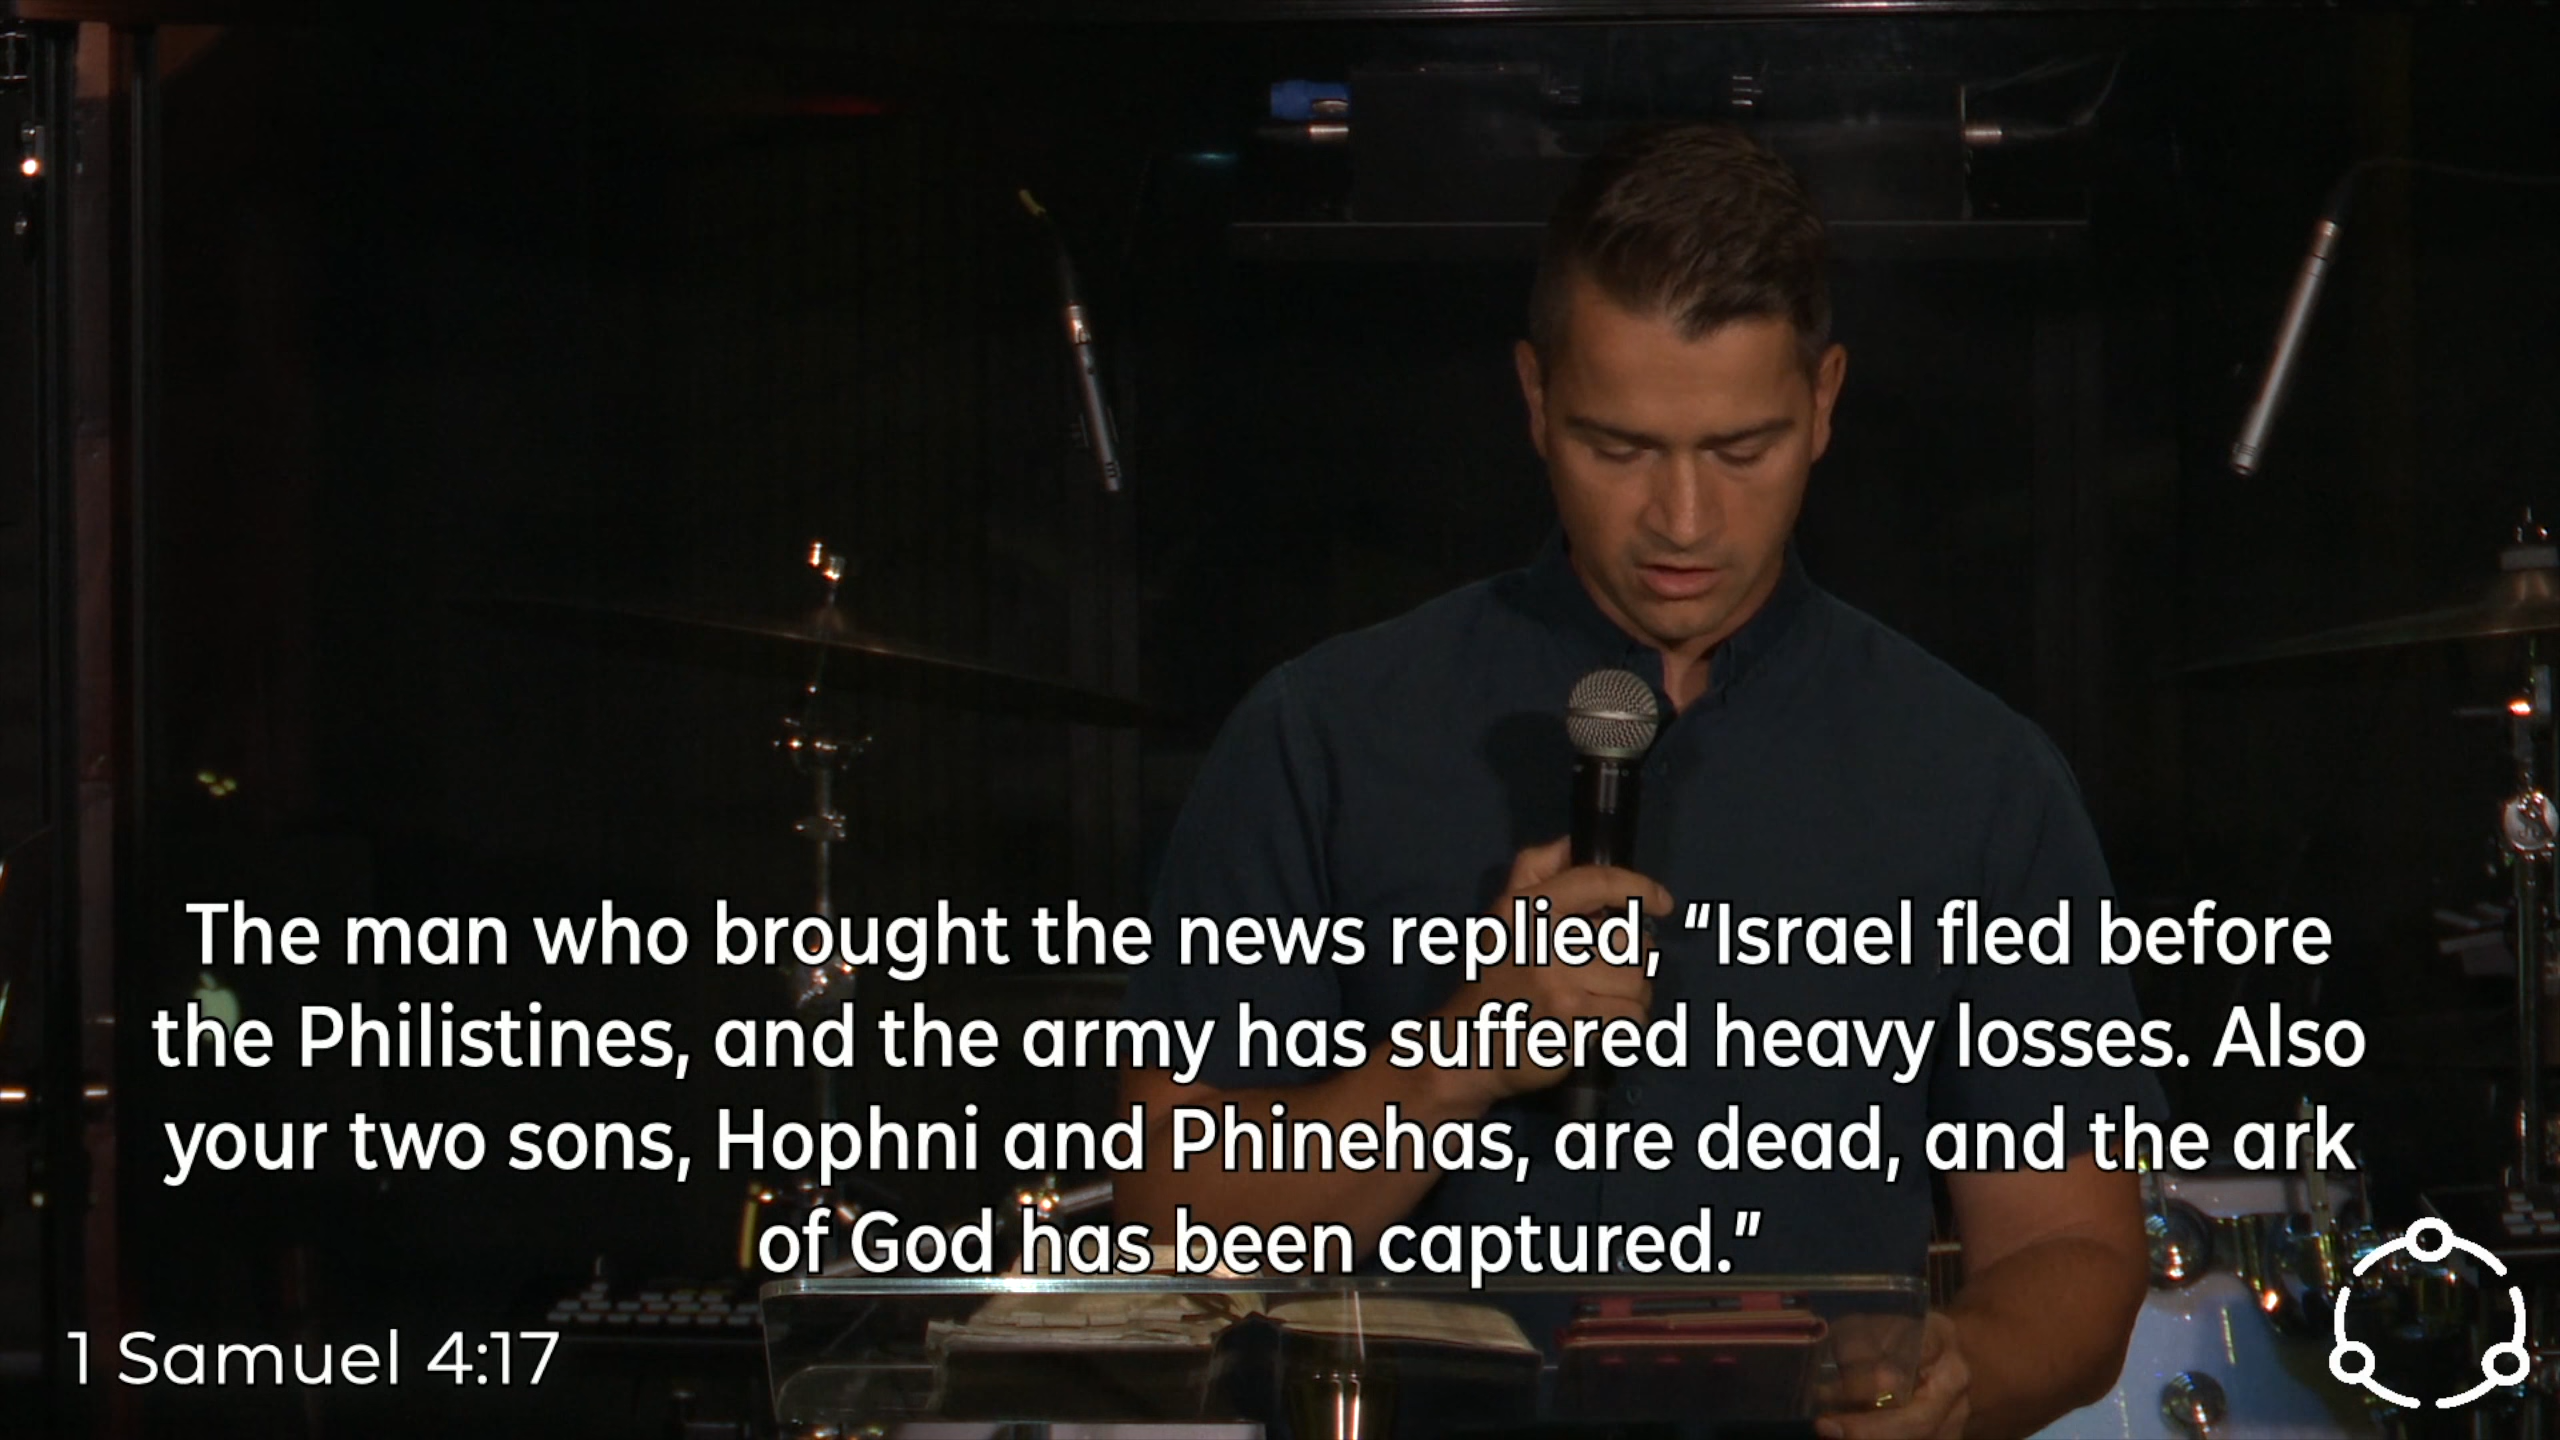 The man who brought the news replied, “Israel fled before
the Philistines, and the army has suffered heavy losses. Also
your two sons, Hophni and Phinehas, are dead, and the ark
of God has been captured.”
1 Samuel 4:17